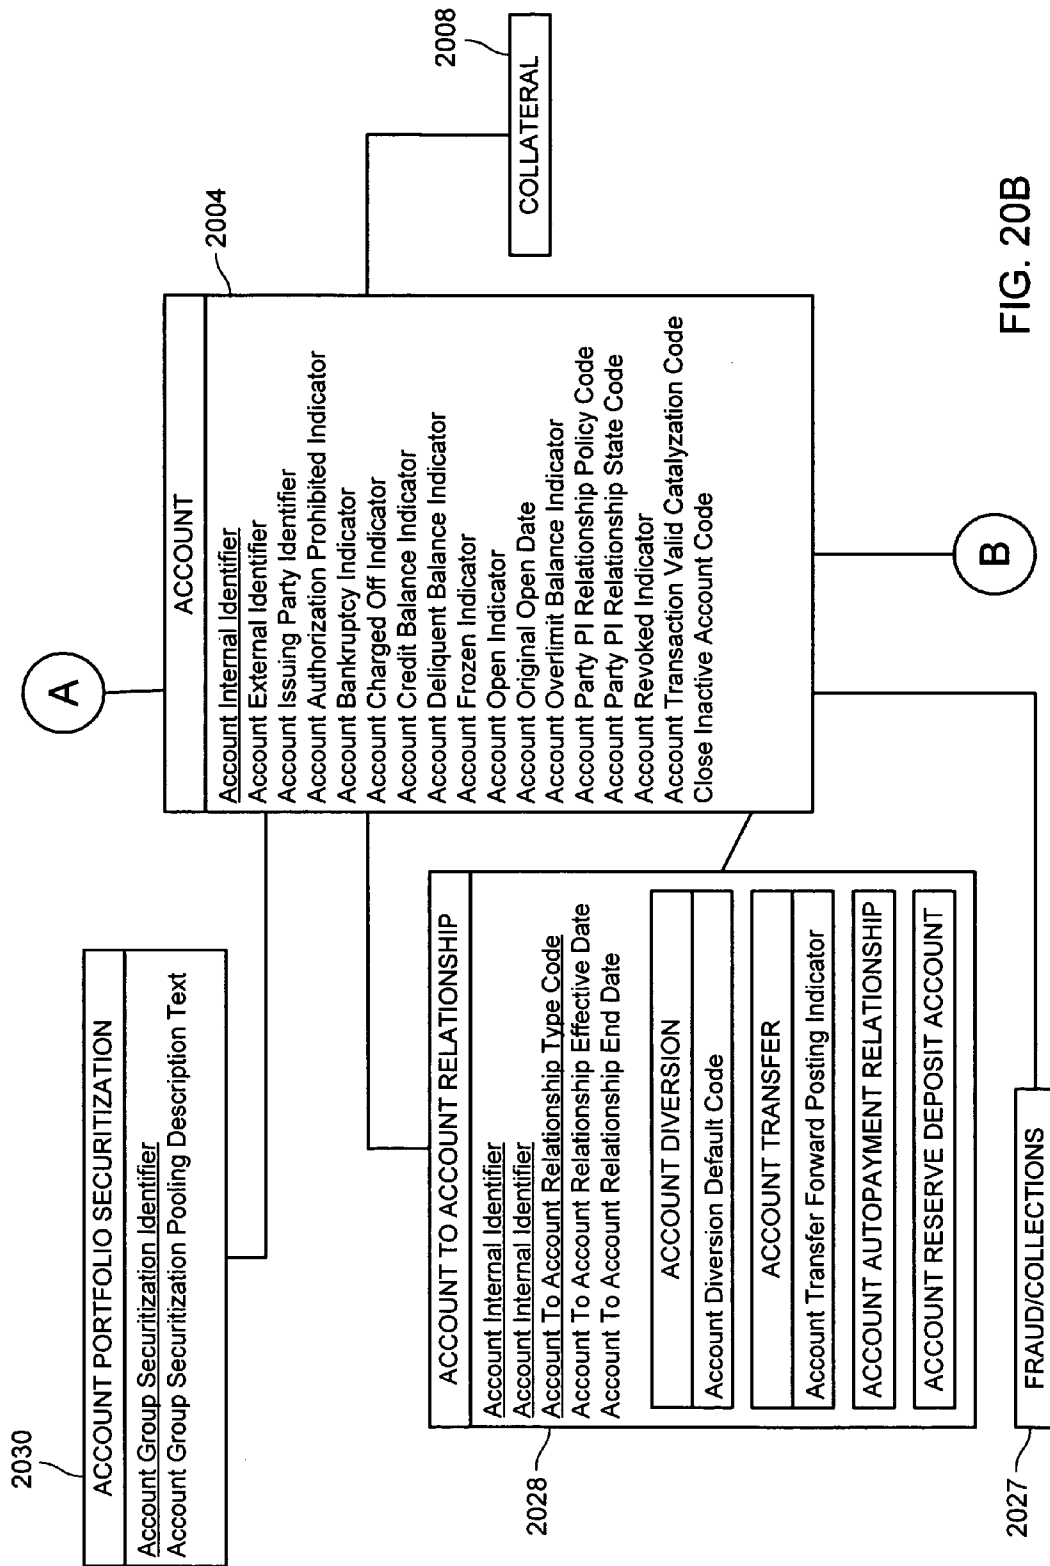 2030
ACCOUNT PORTFOLIO SECURITIZATION
Account Group Securitization Identifier
Account Group Securitization Pooling Description Text
A
ACCOUNT
2004
Account Internal Identifier
Account External Identifier
Account Issuing Party Identifier
Account Authorization Prohibited Indicator
Account Bankruptcy Indicator
Account Charged Off Indicator
Account Credit Balance Indicator
Account Deliquent Balance Indicator
Account Frozen Indicator
Account Open Indicator
Account Original Open Date
Account Overlimit Balance Indicator
Account Party PI Relationship Policy Code
Account Party PI Relationship State Code
Account Revoked Indicator
Account Transaction Valid Catalyzation Code
Close Inactive Account Code
2008
COLLATERAL
2028
ACCOUNT TO ACCOUNT RELATIONSHIP
Account Internal Identifier
Account Internal Identifier
Account To Account Relationship Type Code
Account To Account Relationship Effective Date
Account To Account Relationship End Date
ACCOUNT DIVERSION
Account Diversion Default Code
ACCOUNT TRANSFER
Account Transfer Forward Posting Indicator
ACCOUNT AUTOPAYMENT RELATIONSHIP
ACCOUNT RESERVE DEPOSIT ACCOUNT
2027
FRAUD/COLLECTIONS
B
FIG. 20B